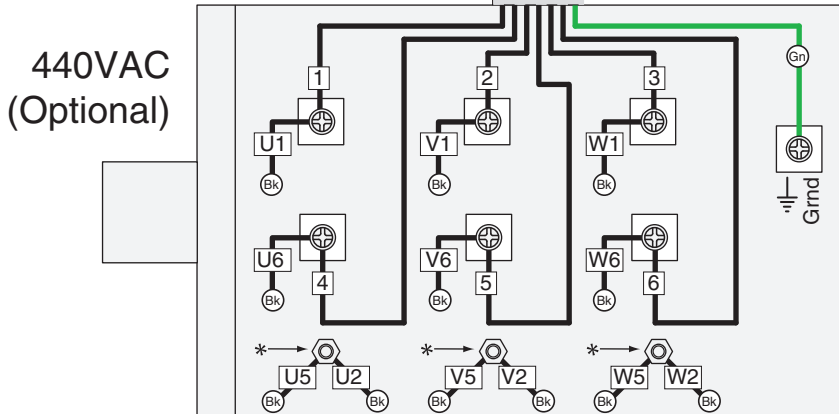 440VAC
(Optional)
1 2 3
Gn
U1 V1 W1
Bk Bk Bk
Grnd
U6 V6 W6
4 5 6
Bk Bk Bk
* * *
U5 U2 V5 V2 W5 W2
Bk Bk Bk Bk Bk Bk